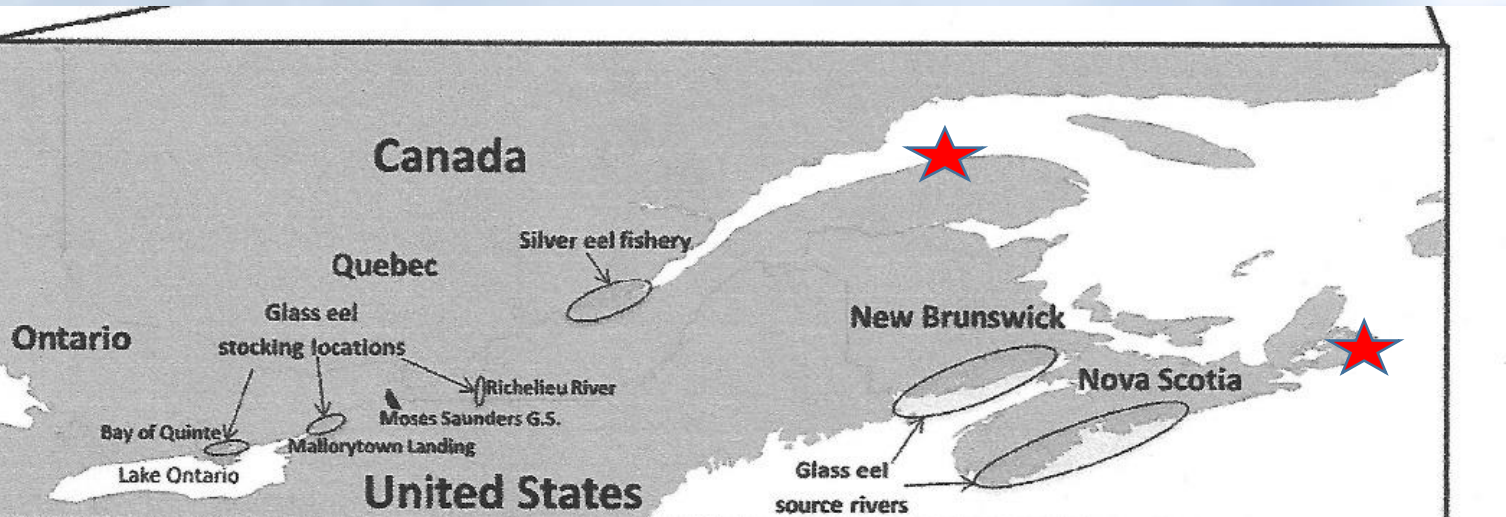 Canada
Silver eel fishery
Quebec
Glass eel
stocking locations
Ontario
New Brunswick
Nova Scotia
Richelieu River
Moses Saunders G.S.
Bay of Quinte
Mallorytown Landing
Lake Ontario
United States
Glass eel
source rivers